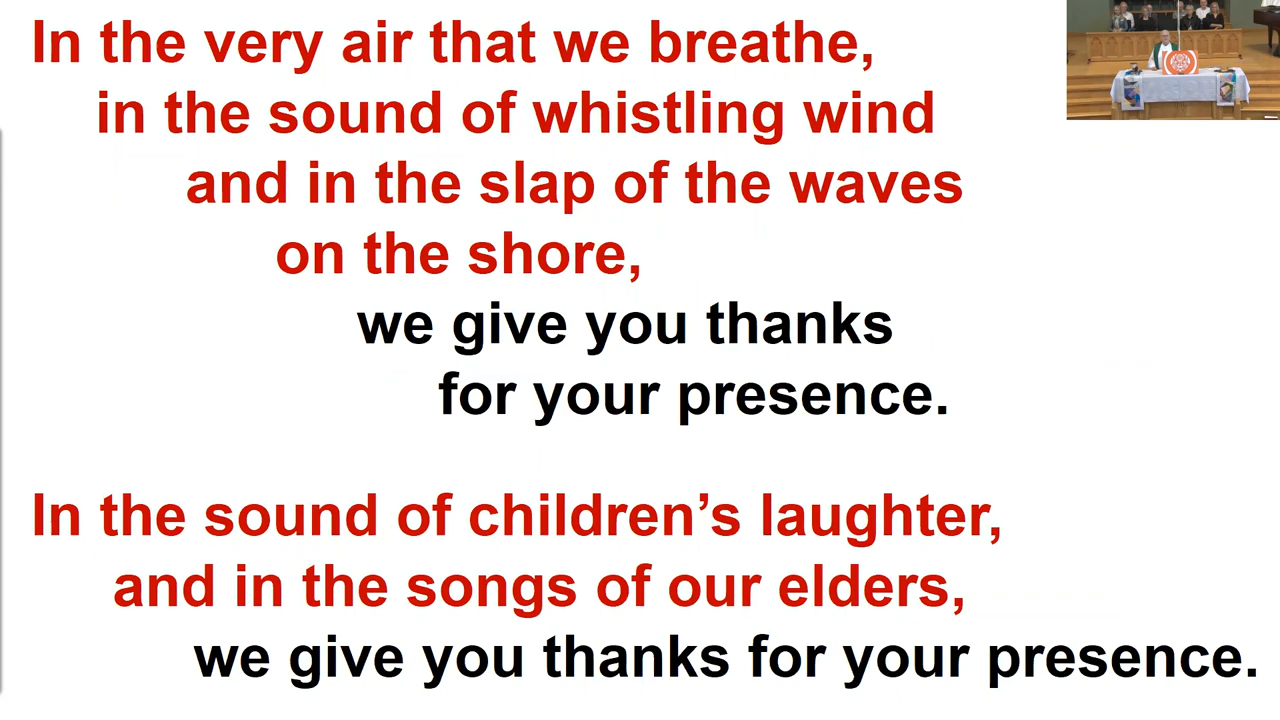 In the very air that we breathe,
in the sound of whistling wind
and in the slap of the waves
on the shore,
we give you thanks
for your presence.
In the sound of children’s laughter,
and in the songs of our elders,
we give you thanks for your presence.